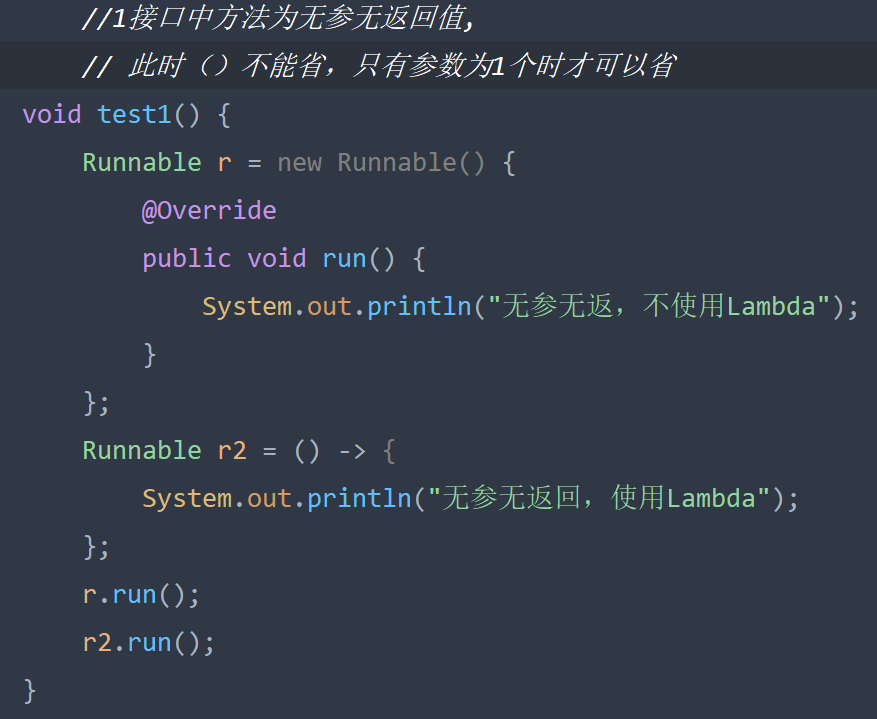 //1接口中方法为无参无返回值,
// 此时（）不能省，只有参数为1个时才可以省
void test1() {
Runnable r = new Runnable() {
@Override
public void run() {
System.out.println("无参无返，不使用Lambda");
}
};
Runnable r2 = () -> {
System.out.println("无参无返回，使用Lambda");
};
r.run();
r2.run();
}